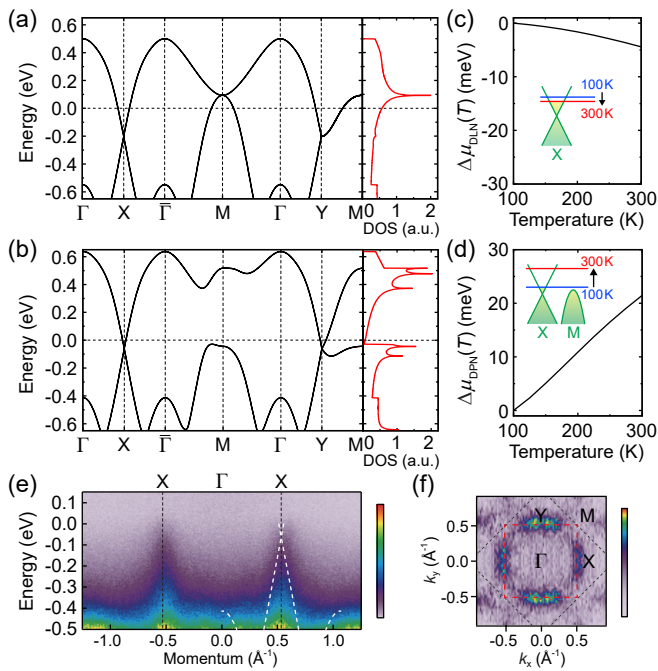 (a)
Energy (eV)
0.6
0.4
0.2
0.0
-0.2
-0.4
-0.6
Γ X Γ̅ M Γ Y M
0 1 2
DOS (a.u.)
(b)
Energy (eV)
0.6
0.4
0.2
0.0
-0.2
-0.4
-0.6
Γ X Γ̅ M Γ Y M
0 1 2
DOS (a.u.)
(c)
Δμ_DLN(T) (meV)
0
-10
-20
-30
100K
300K
X
100 200 300
Temperature (K)
(d)
Δμ_DPN(T) (meV)
30
20
10
0
300K
100K
X M
100 200 300
Temperature (K)
(e)
X Γ X
Energy (eV)
0.1
0.0
-0.1
-0.2
-0.3
-0.4
-0.5
-1.0 -0.5 0.0 0.5 1.0
Momentum (Å⁻¹)
(f)
k_y (Å⁻¹)
0.5
0.0
-0.5
Y M
Γ X
-0.5 0.0 0.5
k_x (Å⁻¹)